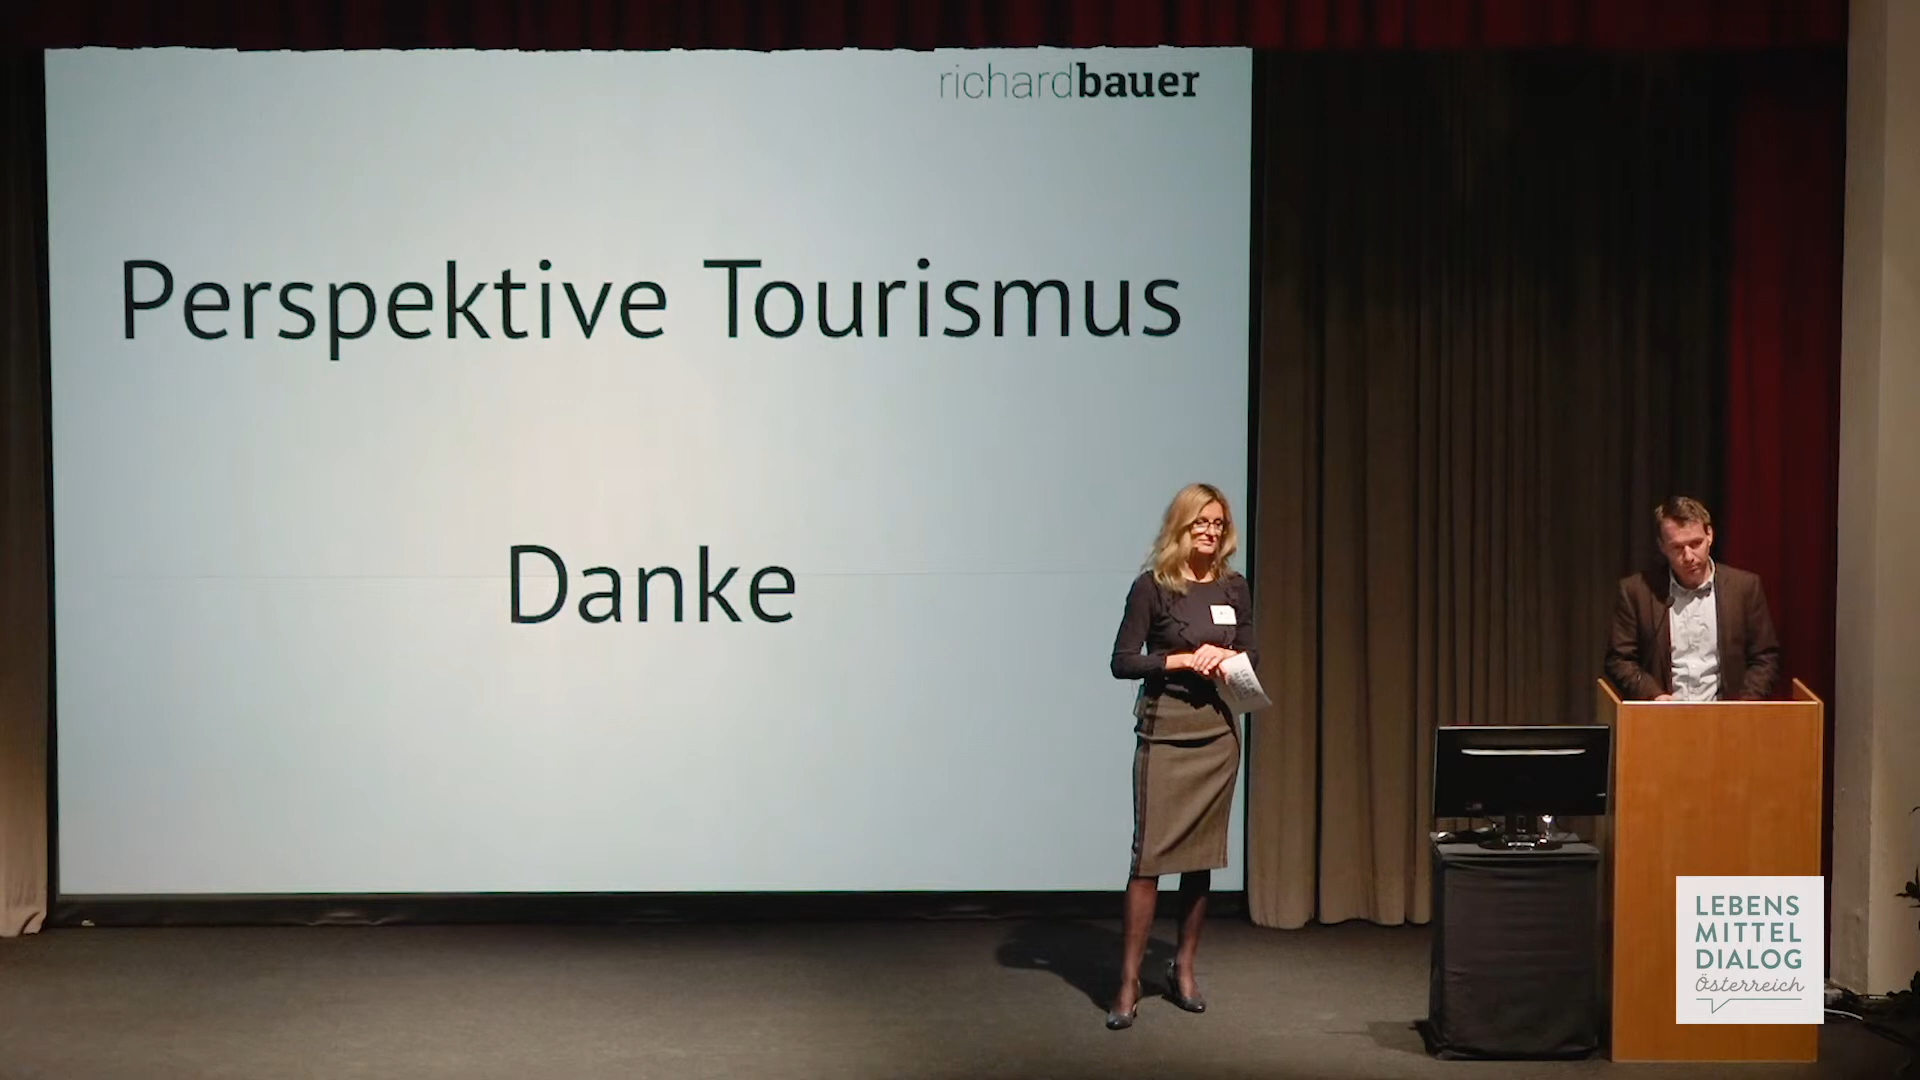 richardbauer
Perspektive Tourismus
Danke
LEBENS
MITTEL
DIALOG
Österreich